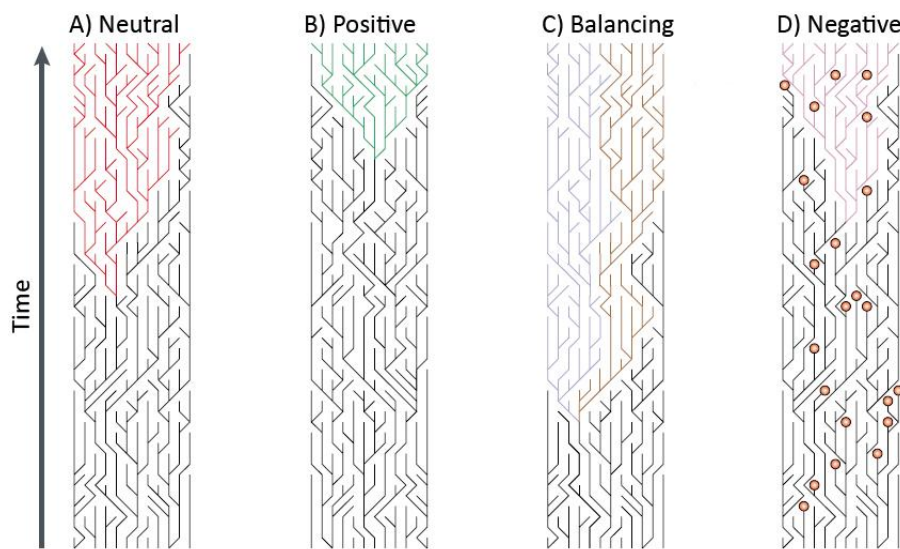 A) Neutral
B) Positive
C) Balancing
D) Negative
Time